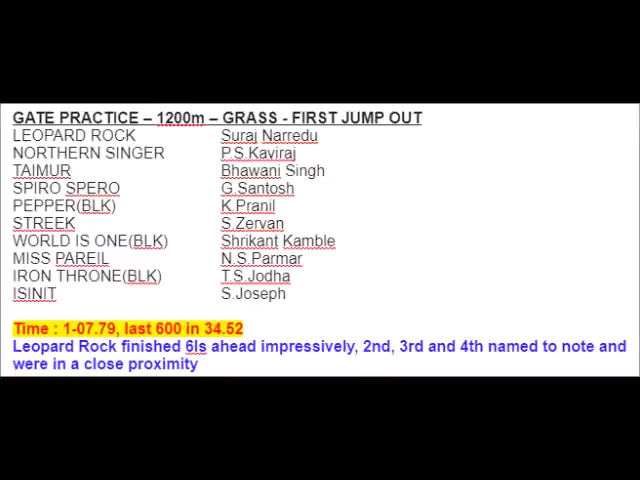 GATE PRACTICE – 1200m – GRASS - FIRST JUMP OUT
LEOPARD ROCK Suraj Narredu
NORTHERN SINGER P.S.Kaviraj
TAIMUR Bhawani Singh
SPIRO SPERO G.Santosh
PEPPER(BLK) K.Pranil
STREEK S.Zervan
WORLD IS ONE(BLK) Shrikant Kamble
MISS PAREIL N.S.Parmar
IRON THRONE(BLK) T.S.Jodha
ISINIT S.Joseph
Time : 1-07.79, last 600 in 34.52
Leopard Rock finished 6ls ahead impressively, 2nd, 3rd and 4th named to note and
were in a close proximity